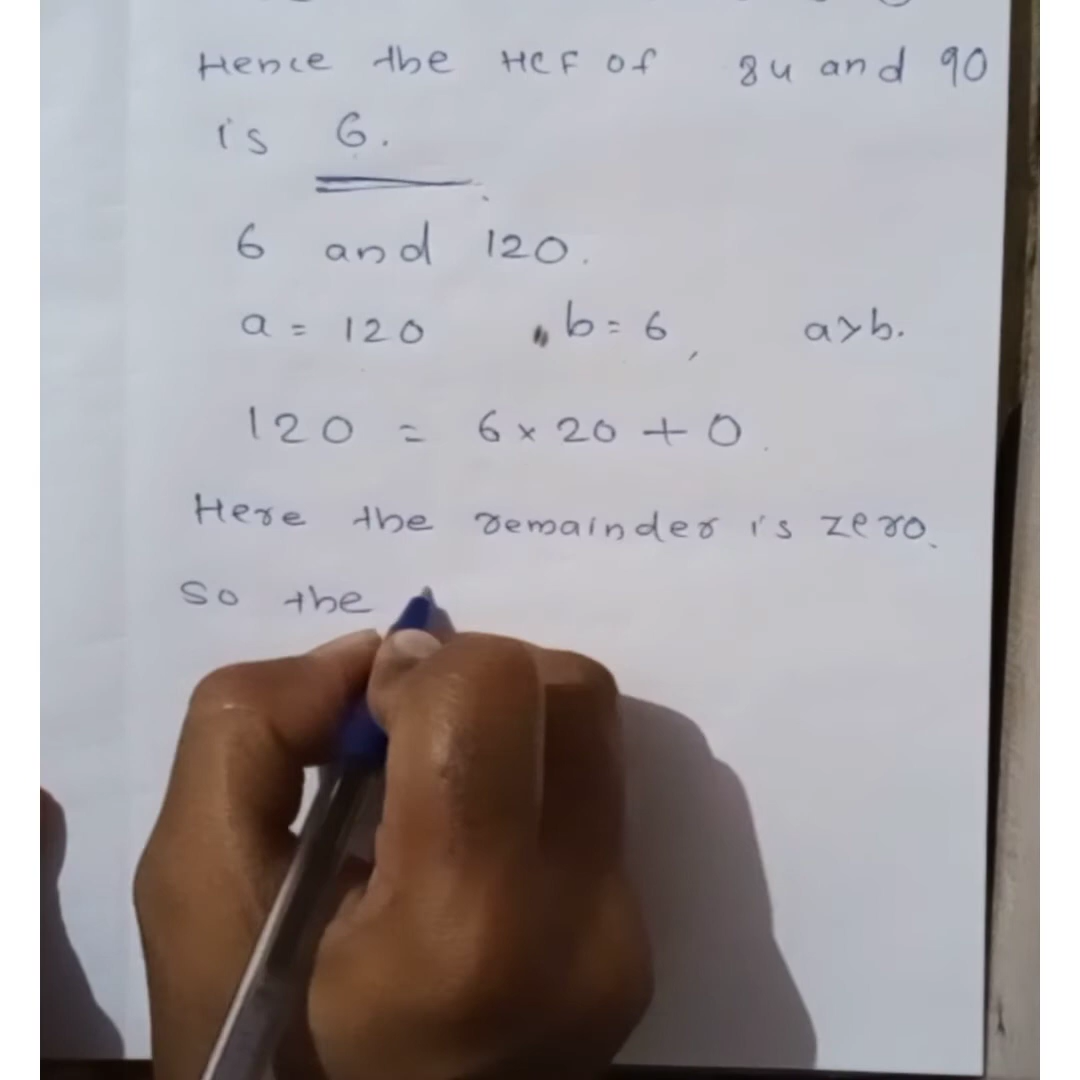 Hence the HCF of 84 and 90
is 6.
6 and 120.
a = 120 b = 6, a>b.
120 = 6 × 20 + 0
Here the remainder is zero.
so the